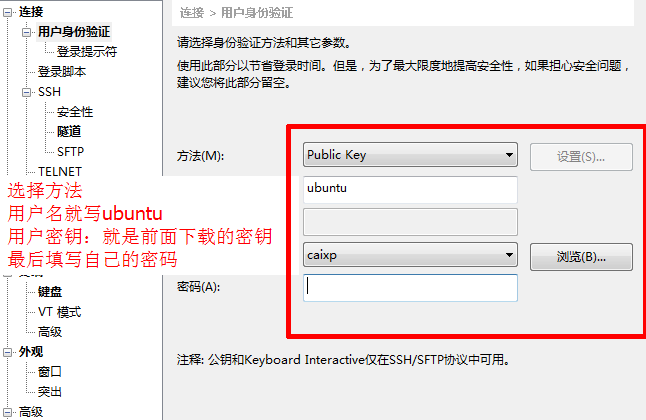 连接
用户身份验证
登录提示符
登录脚本
SSH
安全性
隧道
SFTP
TELNET
键盘
VT 模式
高级
外观
窗口
突出
高级
连接 > 用户身份验证
请选择身份验证方法和其它参数。
使用此部分以节省登录时间。但是，为了最大限度地提高安全性，如果担心安全问题，
建议您将此部分留空。
方法(M):
Public Key
设置(S)...
ubuntu
选择方法
用户名就写ubuntu
用户密钥：就是前面下载的密钥
最后填写自己的密码
caixp
浏览(B)...
密码(A):
注释: 公钥和Keyboard Interactive仅在SSH/SFTP协议中可用。